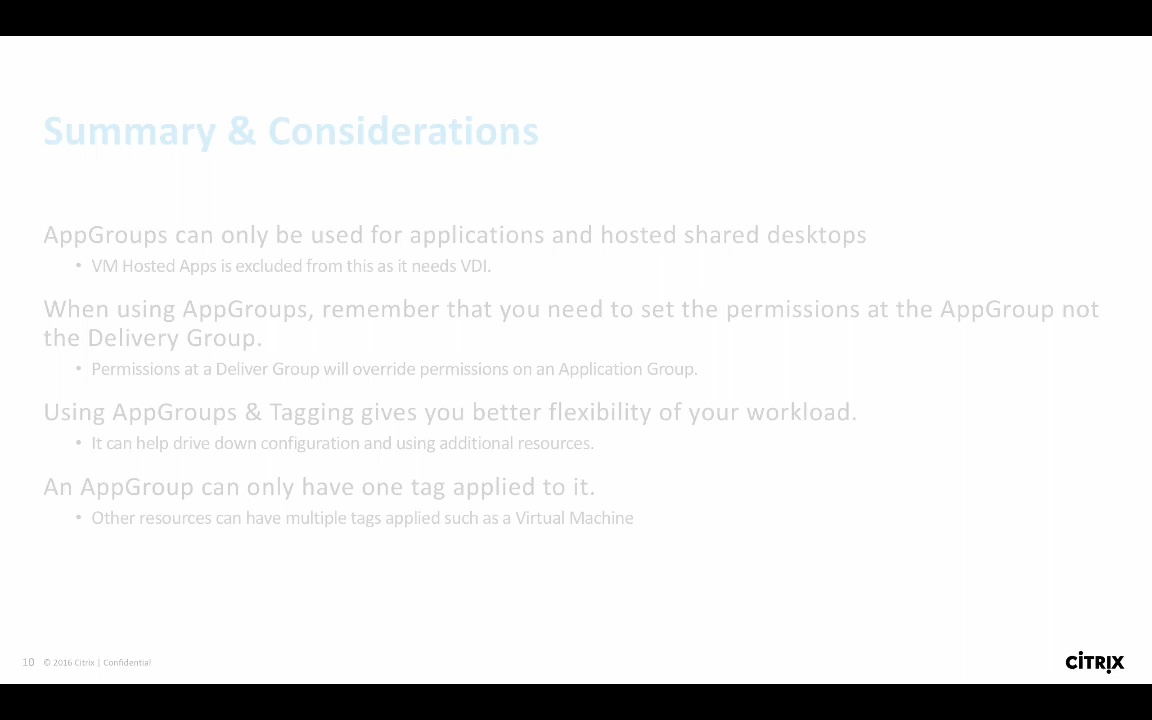 Summary & Considerations
AppGroups can only be used for applications and hosted shared desktops
• VM Hosted Apps is excluded from this as it needs VDI.
When using AppGroups, remember that you need to set the permissions at the AppGroup not
the Delivery Group.
• Permissions at a Deliver Group will override permissions on an Application Group.
Using AppGroups & Tagging gives you better flexibility of your workload.
• It can help drive down configuration and using additional resources.
An AppGroup can only have one tag applied to it.
• Other resources can have multiple tags applied such as a Virtual Machine
10 © 2016 Citrix | Confidential
CITRIX